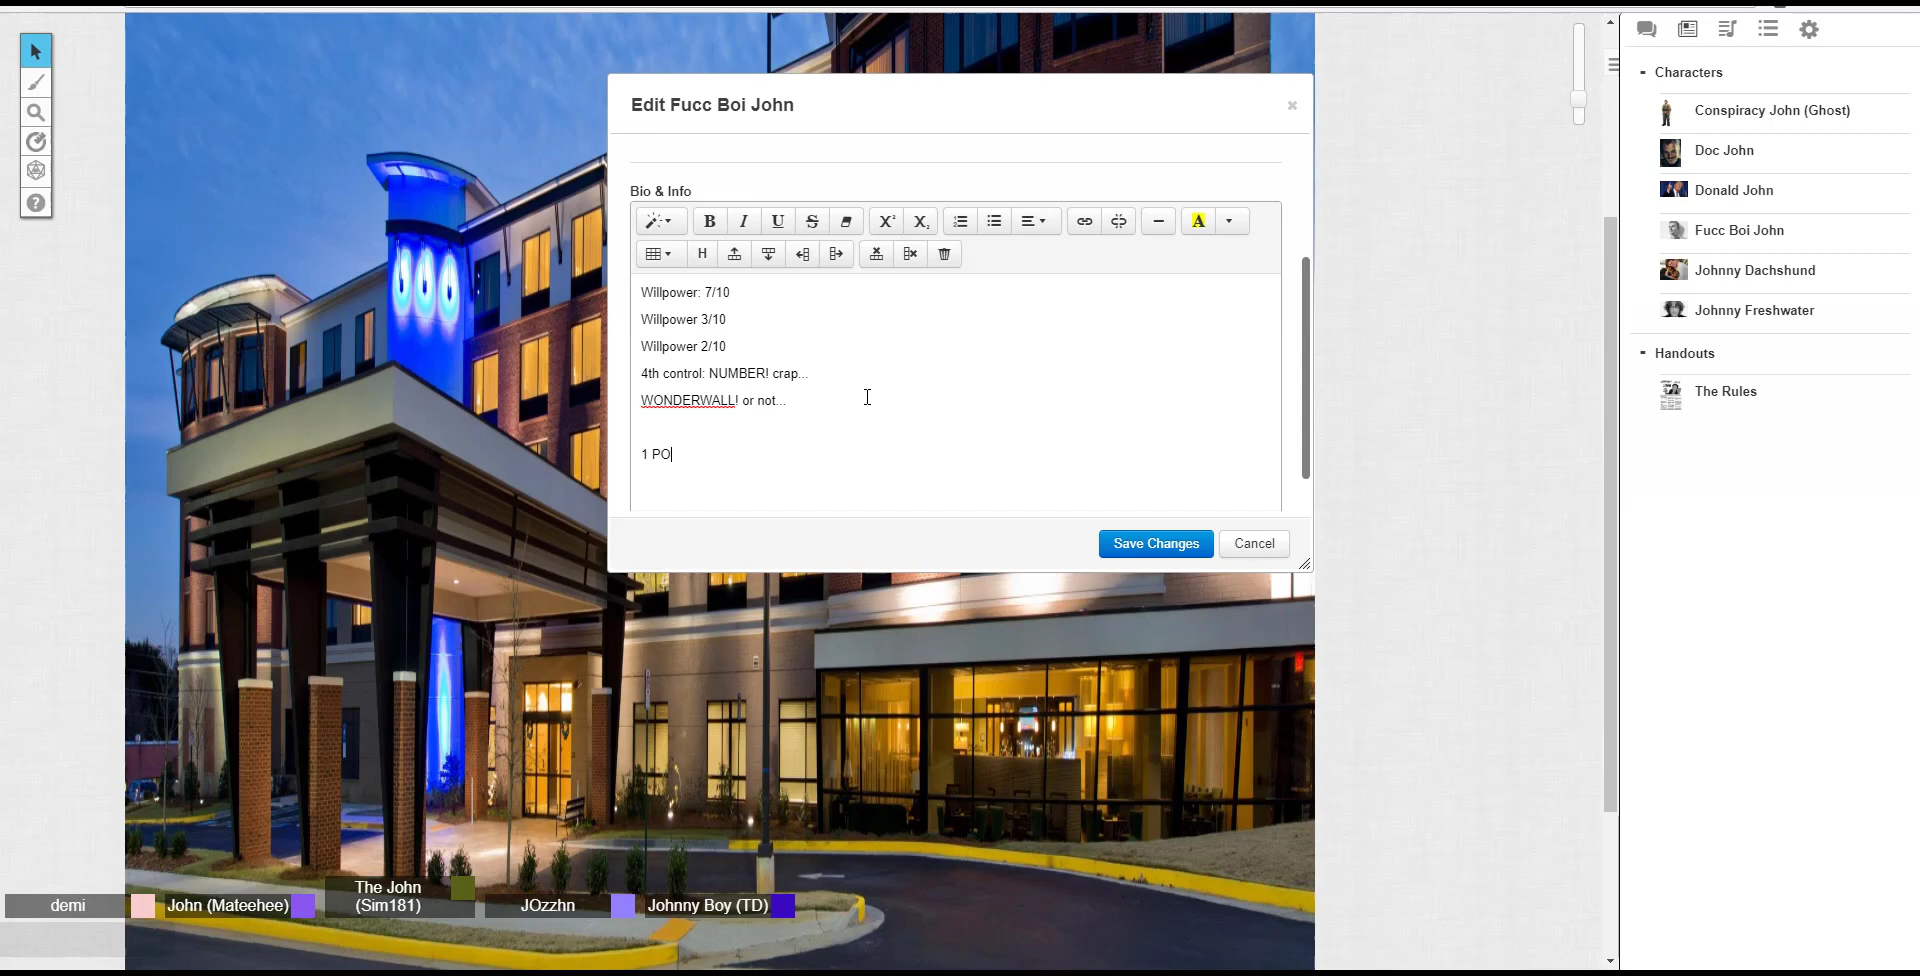 Edit Fucc Boi John
Bio & Info
Willpower: 7/10
Willpower 3/10
Willpower 2/10
4th control: NUMBER! crap...
WONDERWALL! or not...
1 PO
Save Changes
Cancel
Characters
Conspiracy John (Ghost)
Doc John
Donald John
Fucc Boi John
Johnny Dachshund
Johnny Freshwater
Handouts
The Rules
demi
John (Mateehee)
The John
(Sim181)
JOzzhn
Johnny Boy (TD)